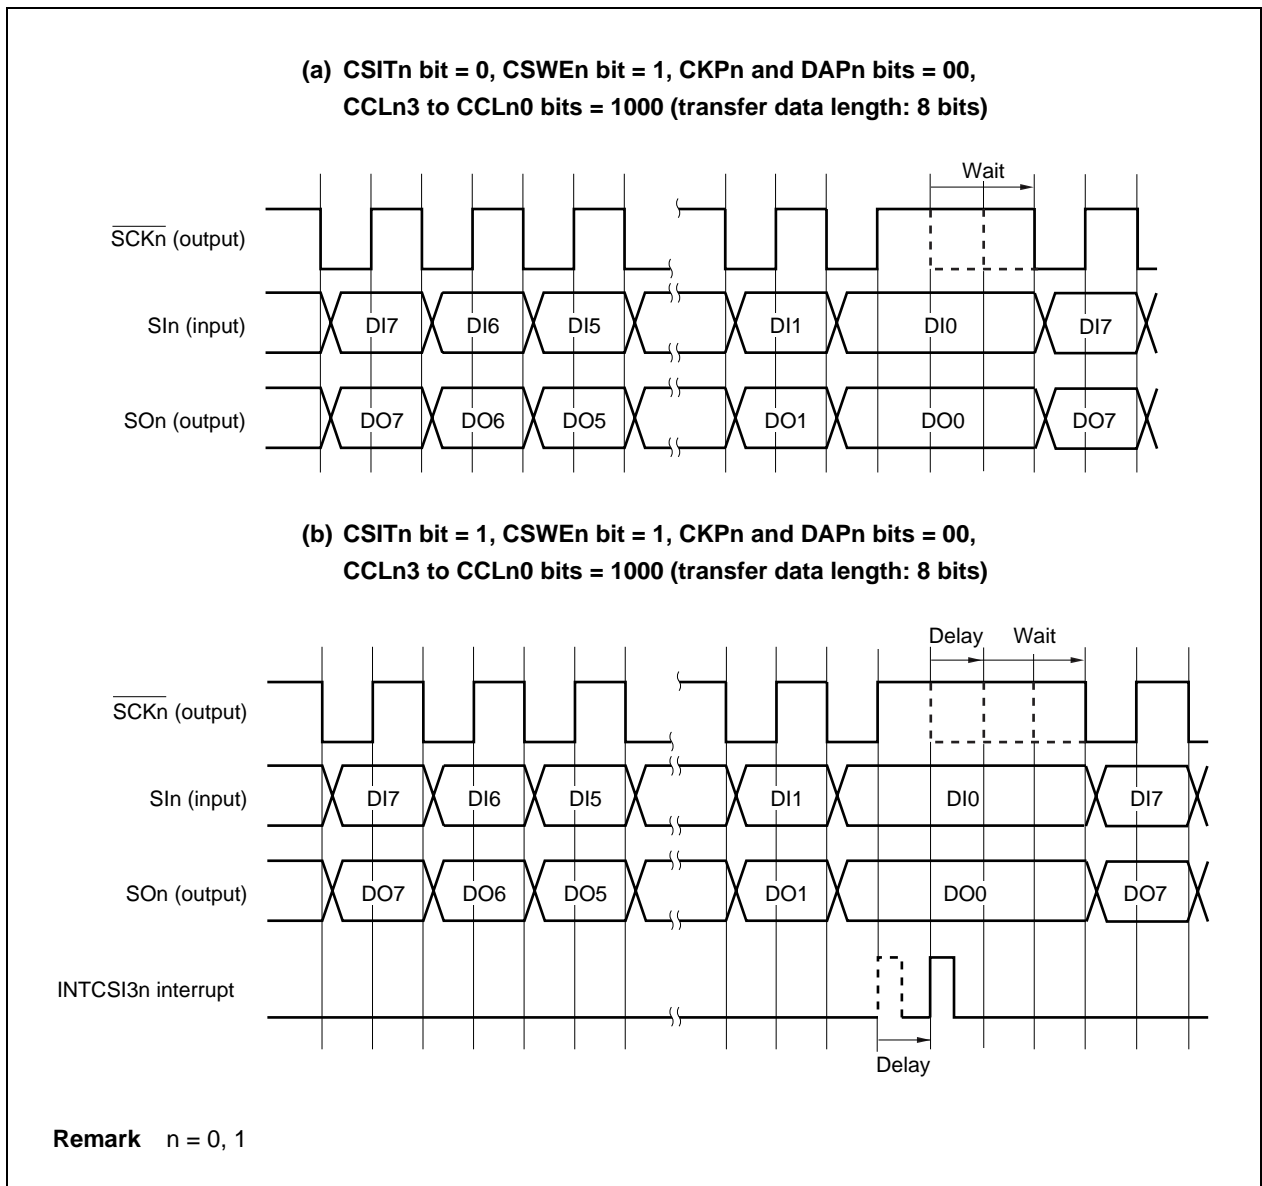 (a) CSITn bit = 0, CSWEn bit = 1, CKPn and DAPn bits = 00,
CCLn3 to CCLn0 bits = 1000 (transfer data length: 8 bits)
Wait
SCKn (output)
SIn (input) DI7 DI6 DI5 DI1 DI0 DI7
SOn (output) DO7 DO6 DO5 DO1 DO0 DO7
(b) CSITn bit = 1, CSWEn bit = 1, CKPn and DAPn bits = 00,
CCLn3 to CCLn0 bits = 1000 (transfer data length: 8 bits)
Delay Wait
SCKn (output)
SIn (input) DI7 DI6 DI5 DI1 DI0 DI7
SOn (output) DO7 DO6 DO5 DO1 DO0 DO7
INTCSI3n interrupt
Delay
Remark n = 0, 1